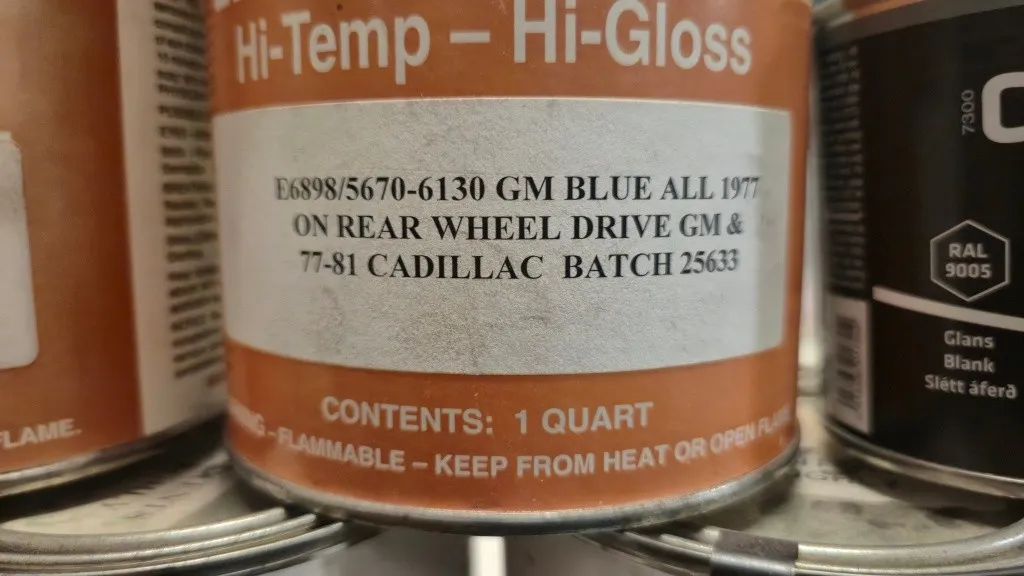 Hi-Temp – Hi-Gloss
E6898/5670-6130 GM BLUE ALL 1977
ON REAR WHEEL DRIVE GM &
77-81 CADILLAC BATCH 25633
CONTENTS: 1 QUART
– FLAMMABLE – KEEP FROM HEAT OR OPEN
FLAME.
7300
RAL
9005
Glans
Blank
Slétt áferð